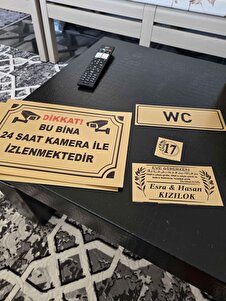 DİKKAT!
BU BİNA
24 SAAT KAMERA İLE
İZLENMEKTEDİR
WC
17
Esra & Hasan
KIZILOK